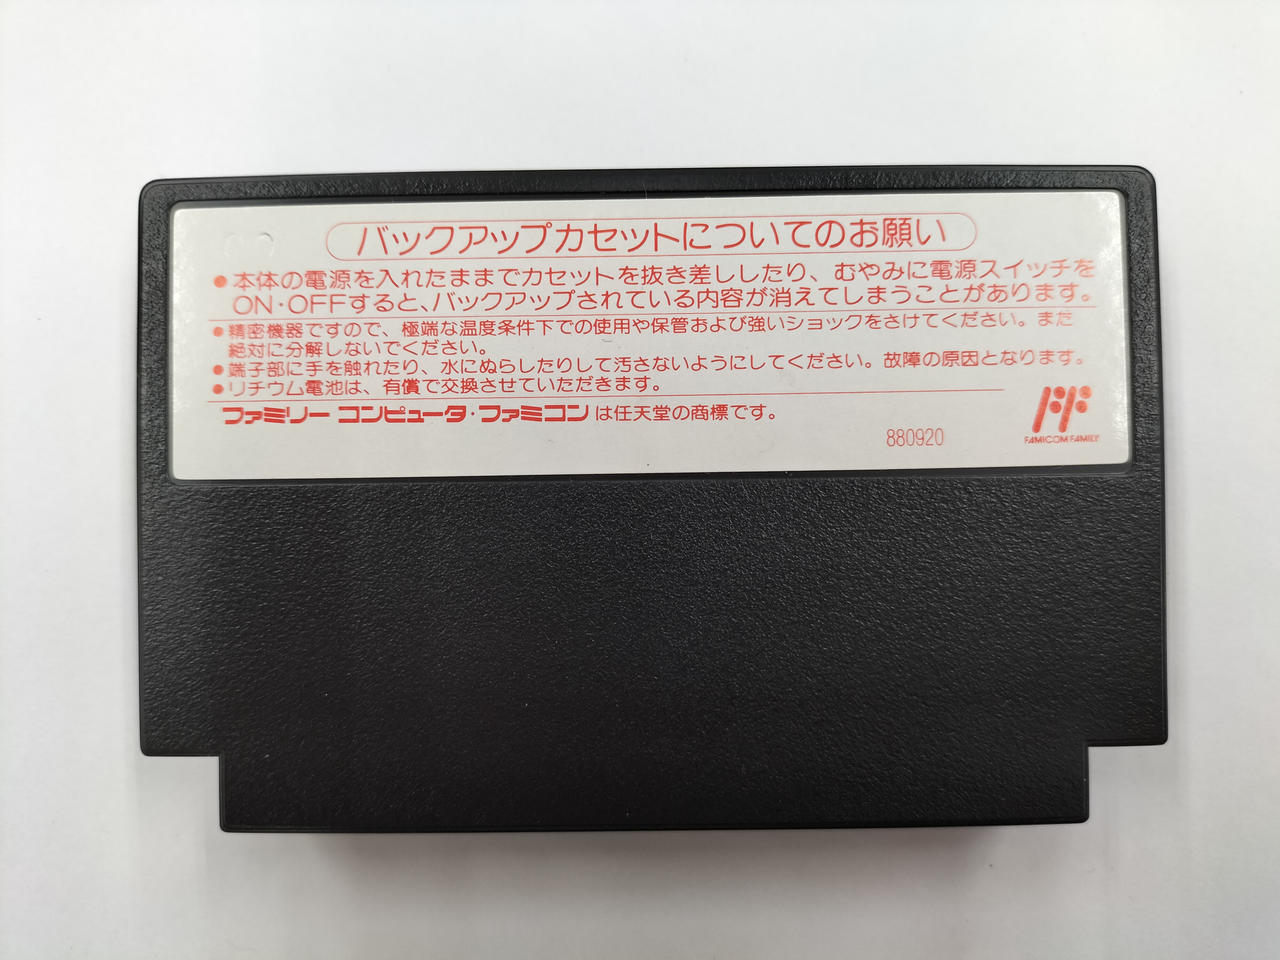 バックアップカセットについてのお願い
●本体の電源を入れたままでカセットを抜き差ししたり、むやみに電源スイッチを
ON・OFFすると、バックアップされている内容が消えてしまうことがあります。
●精密機器ですので、極端な温度条件下での使用や保管および強いショックをさけてください。また
絶対に分解しないでください。
●端子部に手を触れたり、水にぬらしたりして汚さないようにしてください。故障の原因となります。
●リチウム電池は、有償で交換させていただきます。
ファミリー コンピュータ・ファミコンは任天堂の商標です。
880920
FF
FAMICOM FAMILY